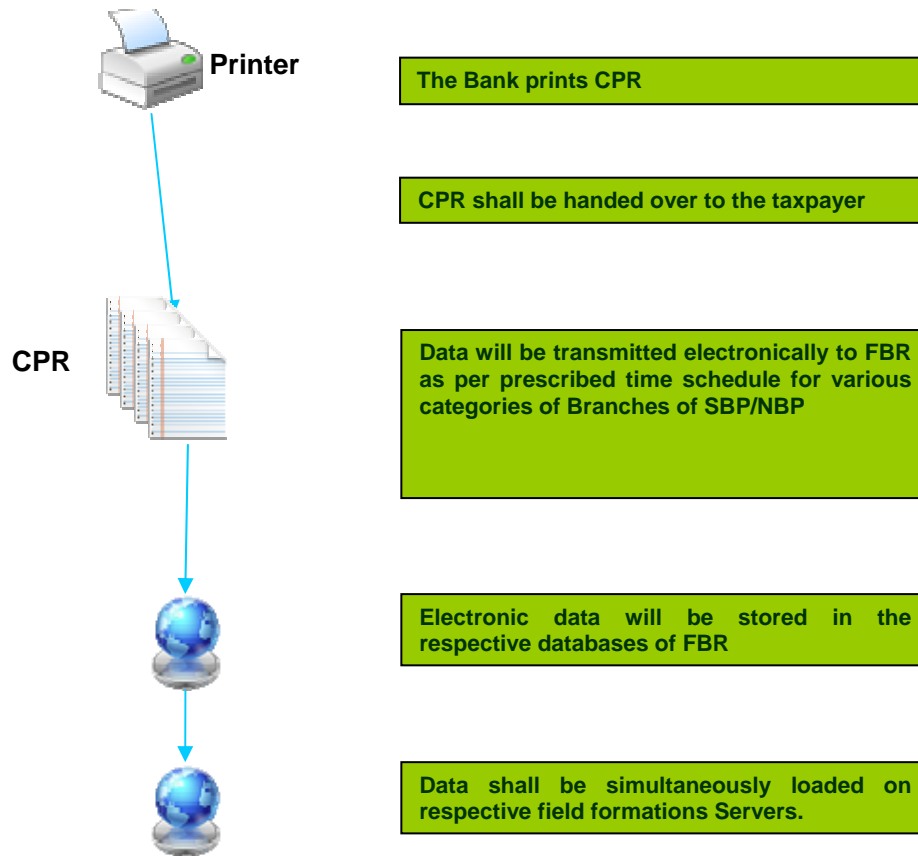 Printer
The Bank prints CPR
CPR shall be handed over to the taxpayer
CPR
Data will be transmitted electronically to FBR
as per prescribed time schedule for various
categories of Branches of SBP/NBP
Electronic data will be stored in the
respective databases of FBR
Data shall be simultaneously loaded on
respective field formations Servers.